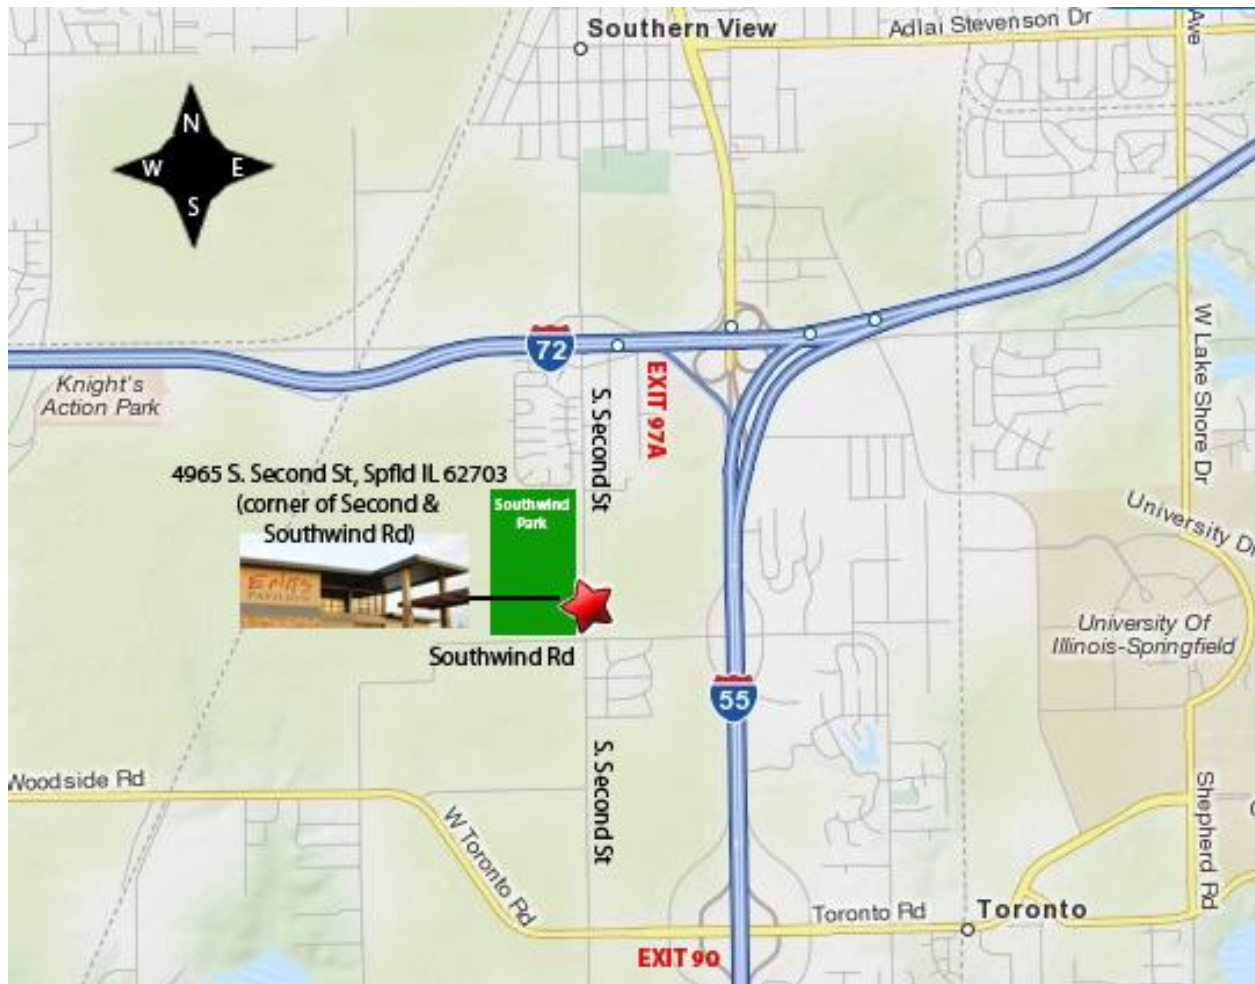 Southern View
Adlai Stevenson Dr
Ave
N
W E
S
72
Knight's
Action Park
EXIT 97A
S. Second St
W Lake Shore Dr
4965 S. Second St, Spfld IL 62703
(corner of Second &
Southwind Rd)
Southwind
Park
Erin's
PAVILION
University Dr
University Of
Illinois-Springfield
Southwind Rd
55
S. Second St
Woodside Rd
W Toronto Rd
Shepherd Rd
Toronto Rd
Toronto
EXIT 90